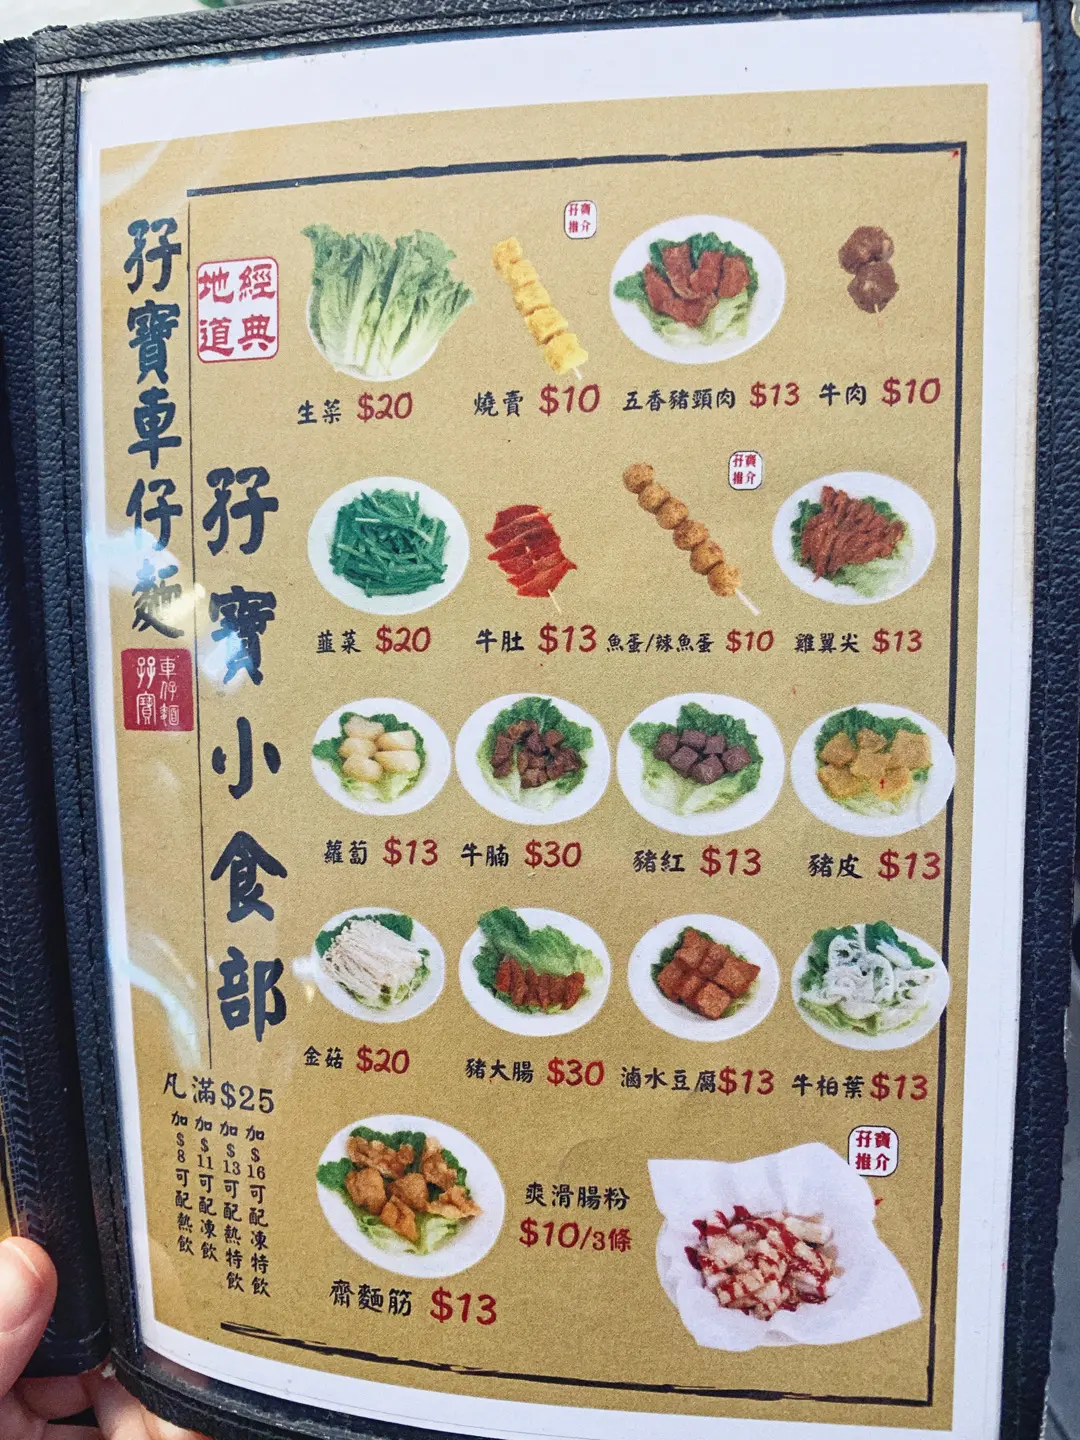 孖寶車仔麵
孖寶
車仔麵
經典
地道
孖寶小食部
凡滿$25
加$16可配凍特飲
加$13可配熱特飲
加$11可配凍飲
加$8可配熱飲
孖寶
推介
生菜 $20
燒賣 $10
五香豬頸肉 $13
牛肉 $10
孖寶
推介
韮菜 $20
牛肚 $13
魚蛋/辣魚蛋 $10
雞翼尖 $13
蘿蔔 $13
牛腩 $30
豬紅 $13
豬皮 $13
金菇 $20
豬大腸 $30
滷水豆腐 $13
牛柏葉 $13
齋麵筋 $13
爽滑腸粉
$10/3條
孖寶
推介